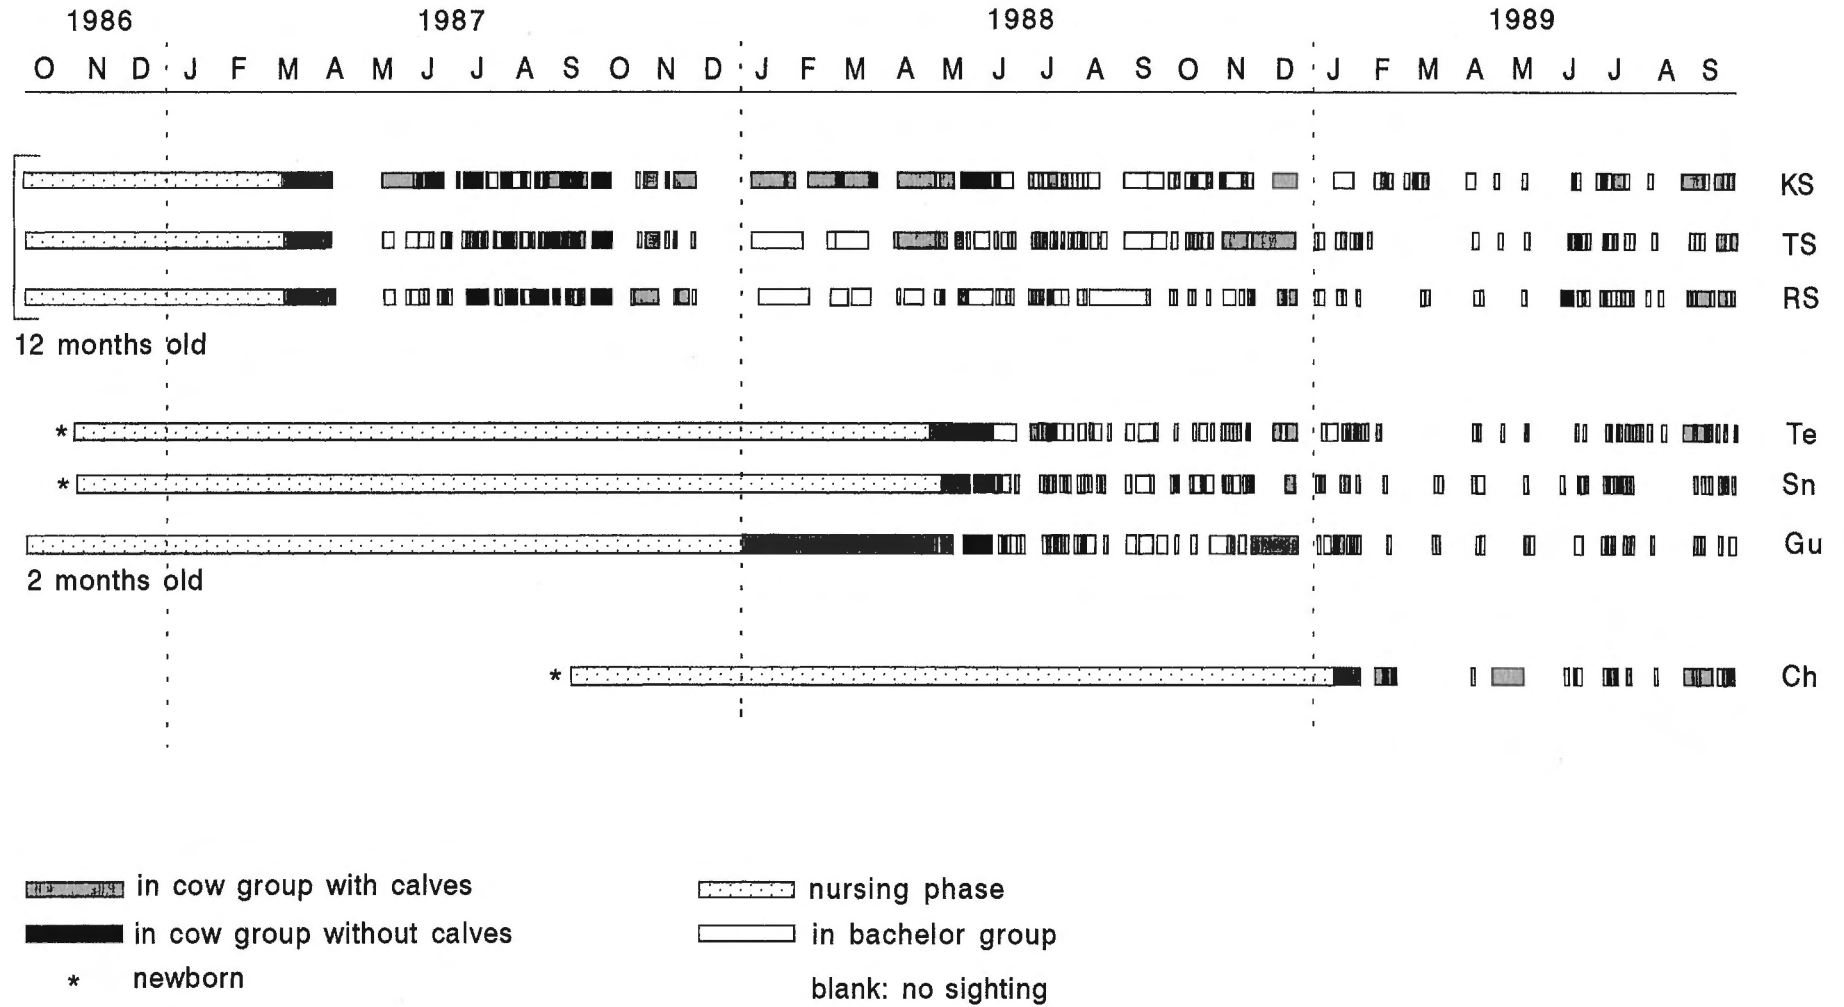 1986 1987 1988 1989
O N D J F M A M J J A S O N D J F M A M J J A S O N D J F M A M J J A S
KS
TS
RS
12 months old
* Te
* Sn
Gu
2 months old
* Ch
in cow group with calves
in cow group without calves
* newborn
nursing phase
in bachelor group
blank: no sighting